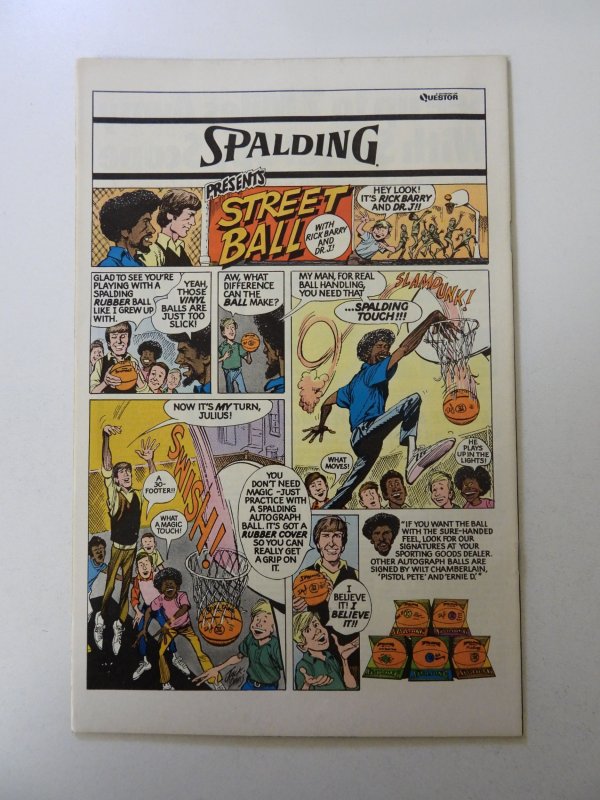 QUESTOR
SPALDING
PRESENTS
STREET
BALL
WITH
RICK BARRY
AND
DR. J!
HEY LOOK!
IT'S RICK BARRY
AND DR. J!!
GLAD TO SEE YOU'RE
PLAYING WITH A
SPALDING
RUBBER BALL
LIKE I GREW UP
WITH.
YEAH,
THOSE
VINYL
BALLS ARE
JUST TOO
SLICK!
AW, WHAT
DIFFERENCE
CAN THE
BALL MAKE?
MY MAN, FOR REAL
BALL HANDLING,
YOU NEED THAT
...SPALDING
TOUCH!!!
SLAM DUNK!
WHAT
MOVES!
HE
PLAYS
UP IN THE
LIGHTS!
NOW IT'S MY TURN,
JULIUS!
A
30-
FOOTER!!
WHAT
A MAGIC
TOUCH!
SWISH!
YOU
DON'T NEED
MAGIC -JUST
PRACTICE WITH
A SPALDING
AUTOGRAPH
BALL. IT'S GOT A
RUBBER COVER
SO YOU CAN
REALLY GET
A GRIP ON
IT.
I
BELIEVE
IT! I
BELIEVE
IT!!
"IF YOU WANT THE BALL
WITH THE SURE-HANDED
FEEL, LOOK FOR OUR
SIGNATURES AT YOUR
SPORTING GOODS DEALER.
OTHER AUTOGRAPH BALLS ARE
SIGNED BY WILT CHAMBERLAIN,
'PISTOL PETE' AND 'ERNIE D.'"